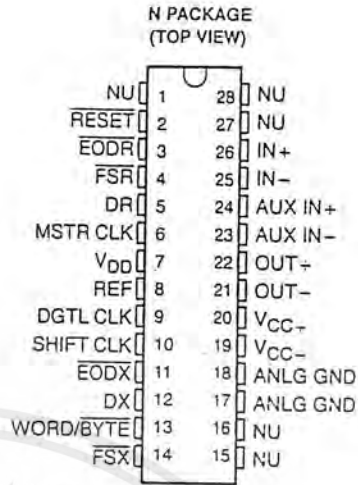 N PACKAGE
(TOP VIEW)
NU 1 28 NU
RESET 2 27 NU
EODR 3 26 IN+
FSR 4 25 IN−
DR 5 24 AUX IN+
MSTR CLK 6 23 AUX IN−
VDD 7 22 OUT+
REF 8 21 OUT−
DGTL CLK 9 20 VCC+
SHIFT CLK 10 19 VCC−
EODX 11 18 ANLG GND
DX 12 17 ANLG GND
WORD/BYTE 13 16 NU
FSX 14 15 NU